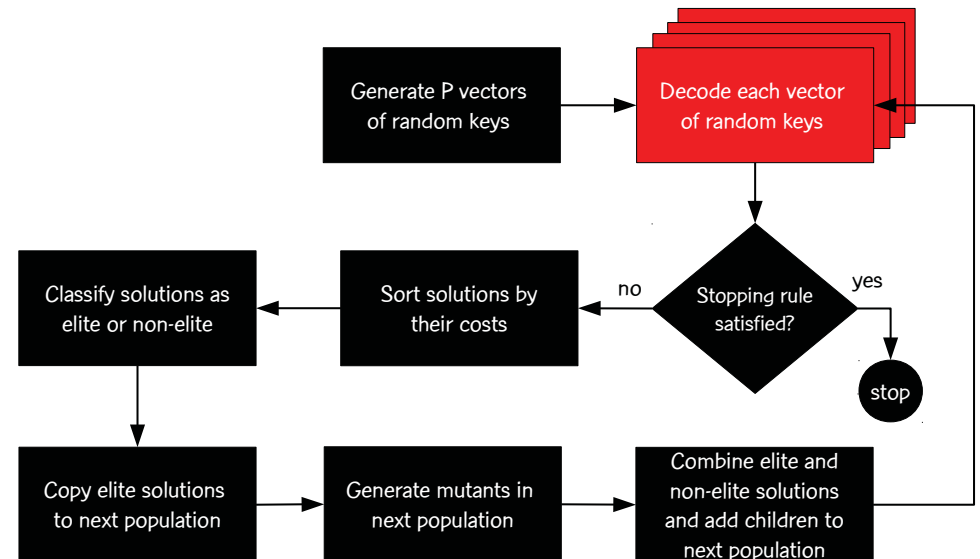 Generate P vectors
of random keys
Decode each vector
of random keys
Stopping rule
satisfied?
no
yes
stop
Sort solutions by
their costs
Classify solutions as
elite or non-elite
Copy elite solutions
to next population
Generate mutants in
next population
Combine elite and
non-elite solutions
and add children to
next population